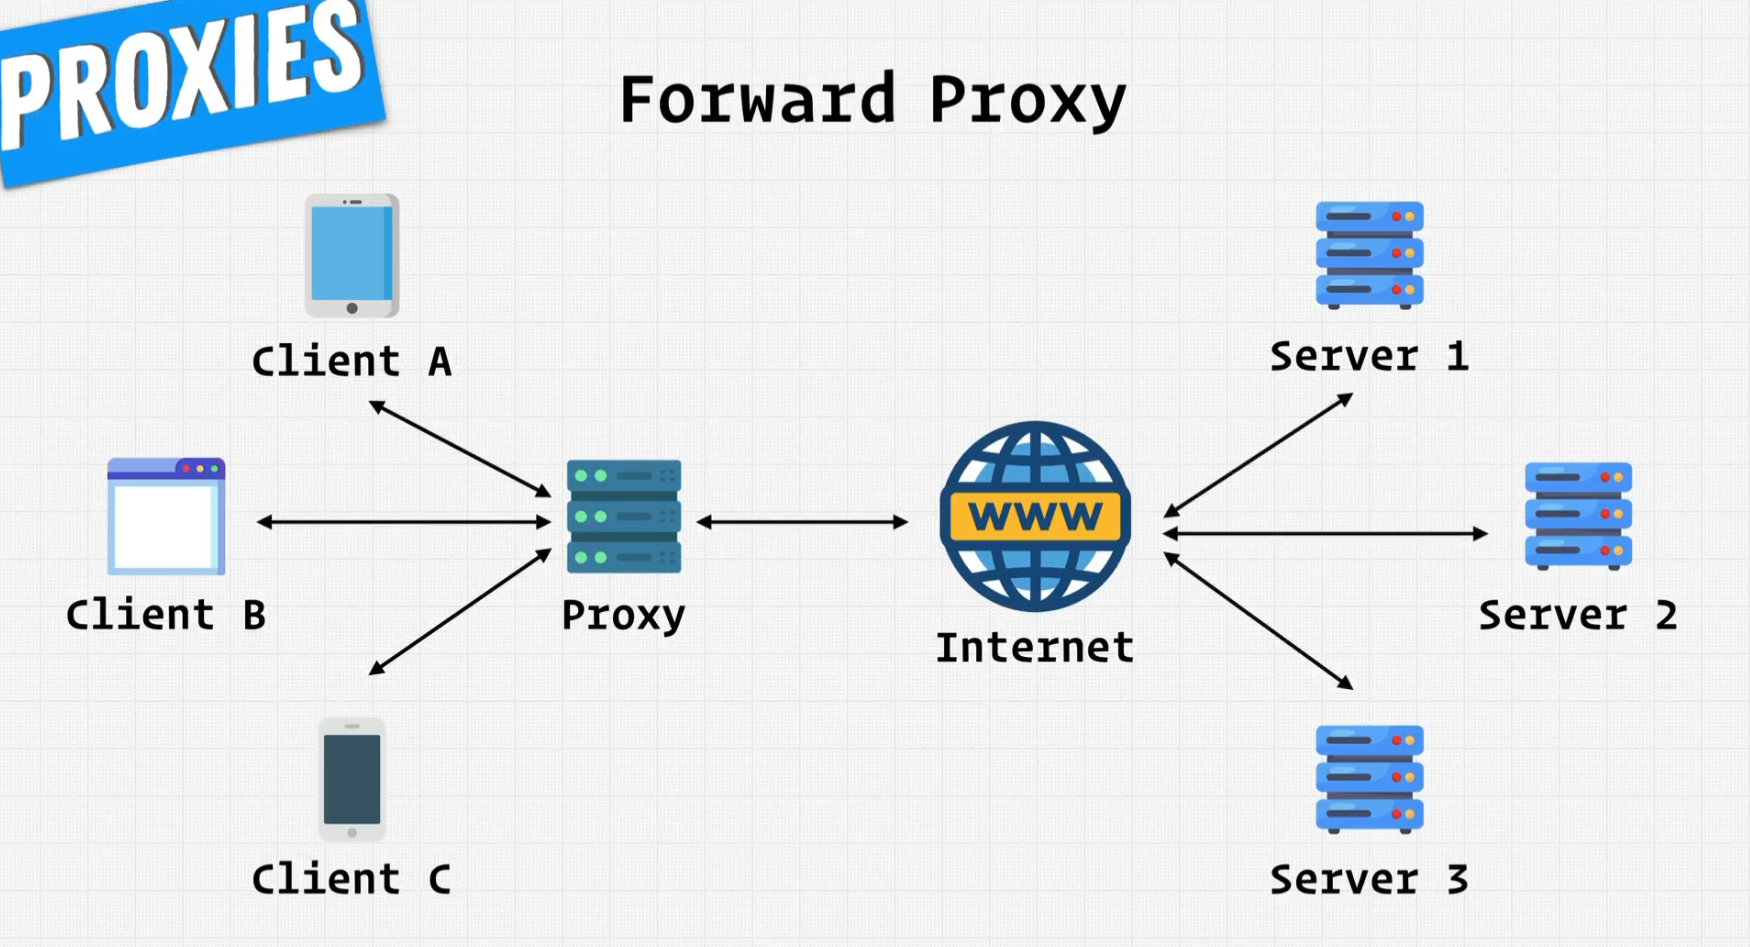 PROXIES
Forward Proxy
Client A
Server 1
Client B
Proxy
WWW
Internet
Server 2
Client C
Server 3